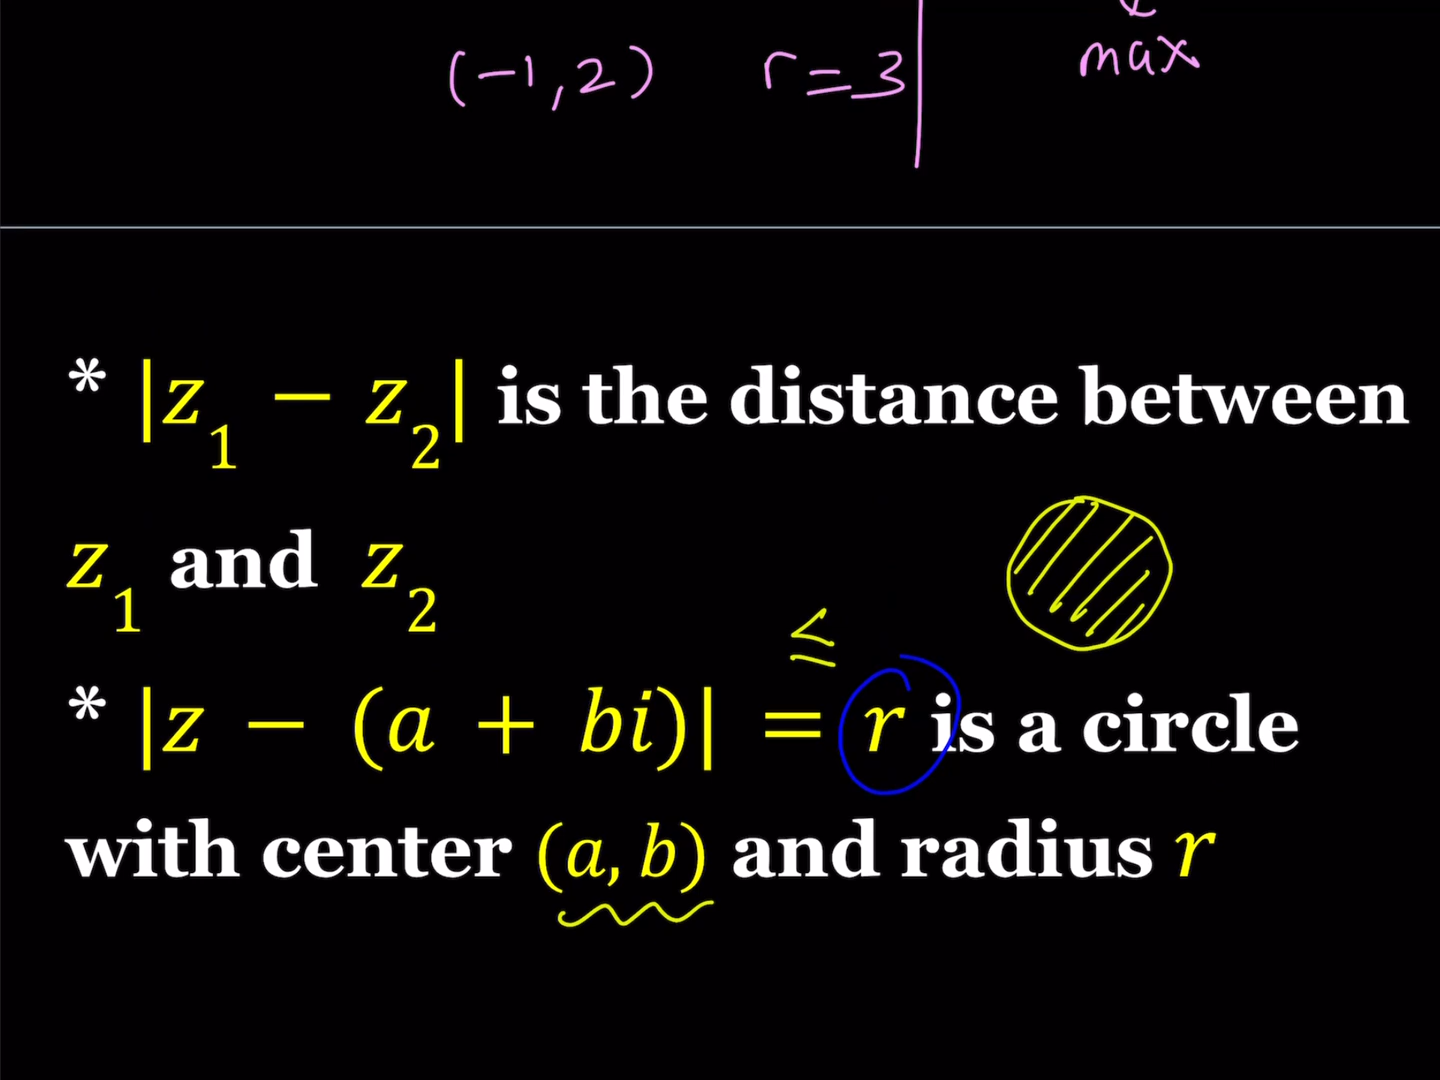 (-1,2) r=3 max
* |z₁ − z₂| is the distance between
z₁ and z₂
≤
* |z − (a + bi)| = r is a circle
with center (a, b) and radius r